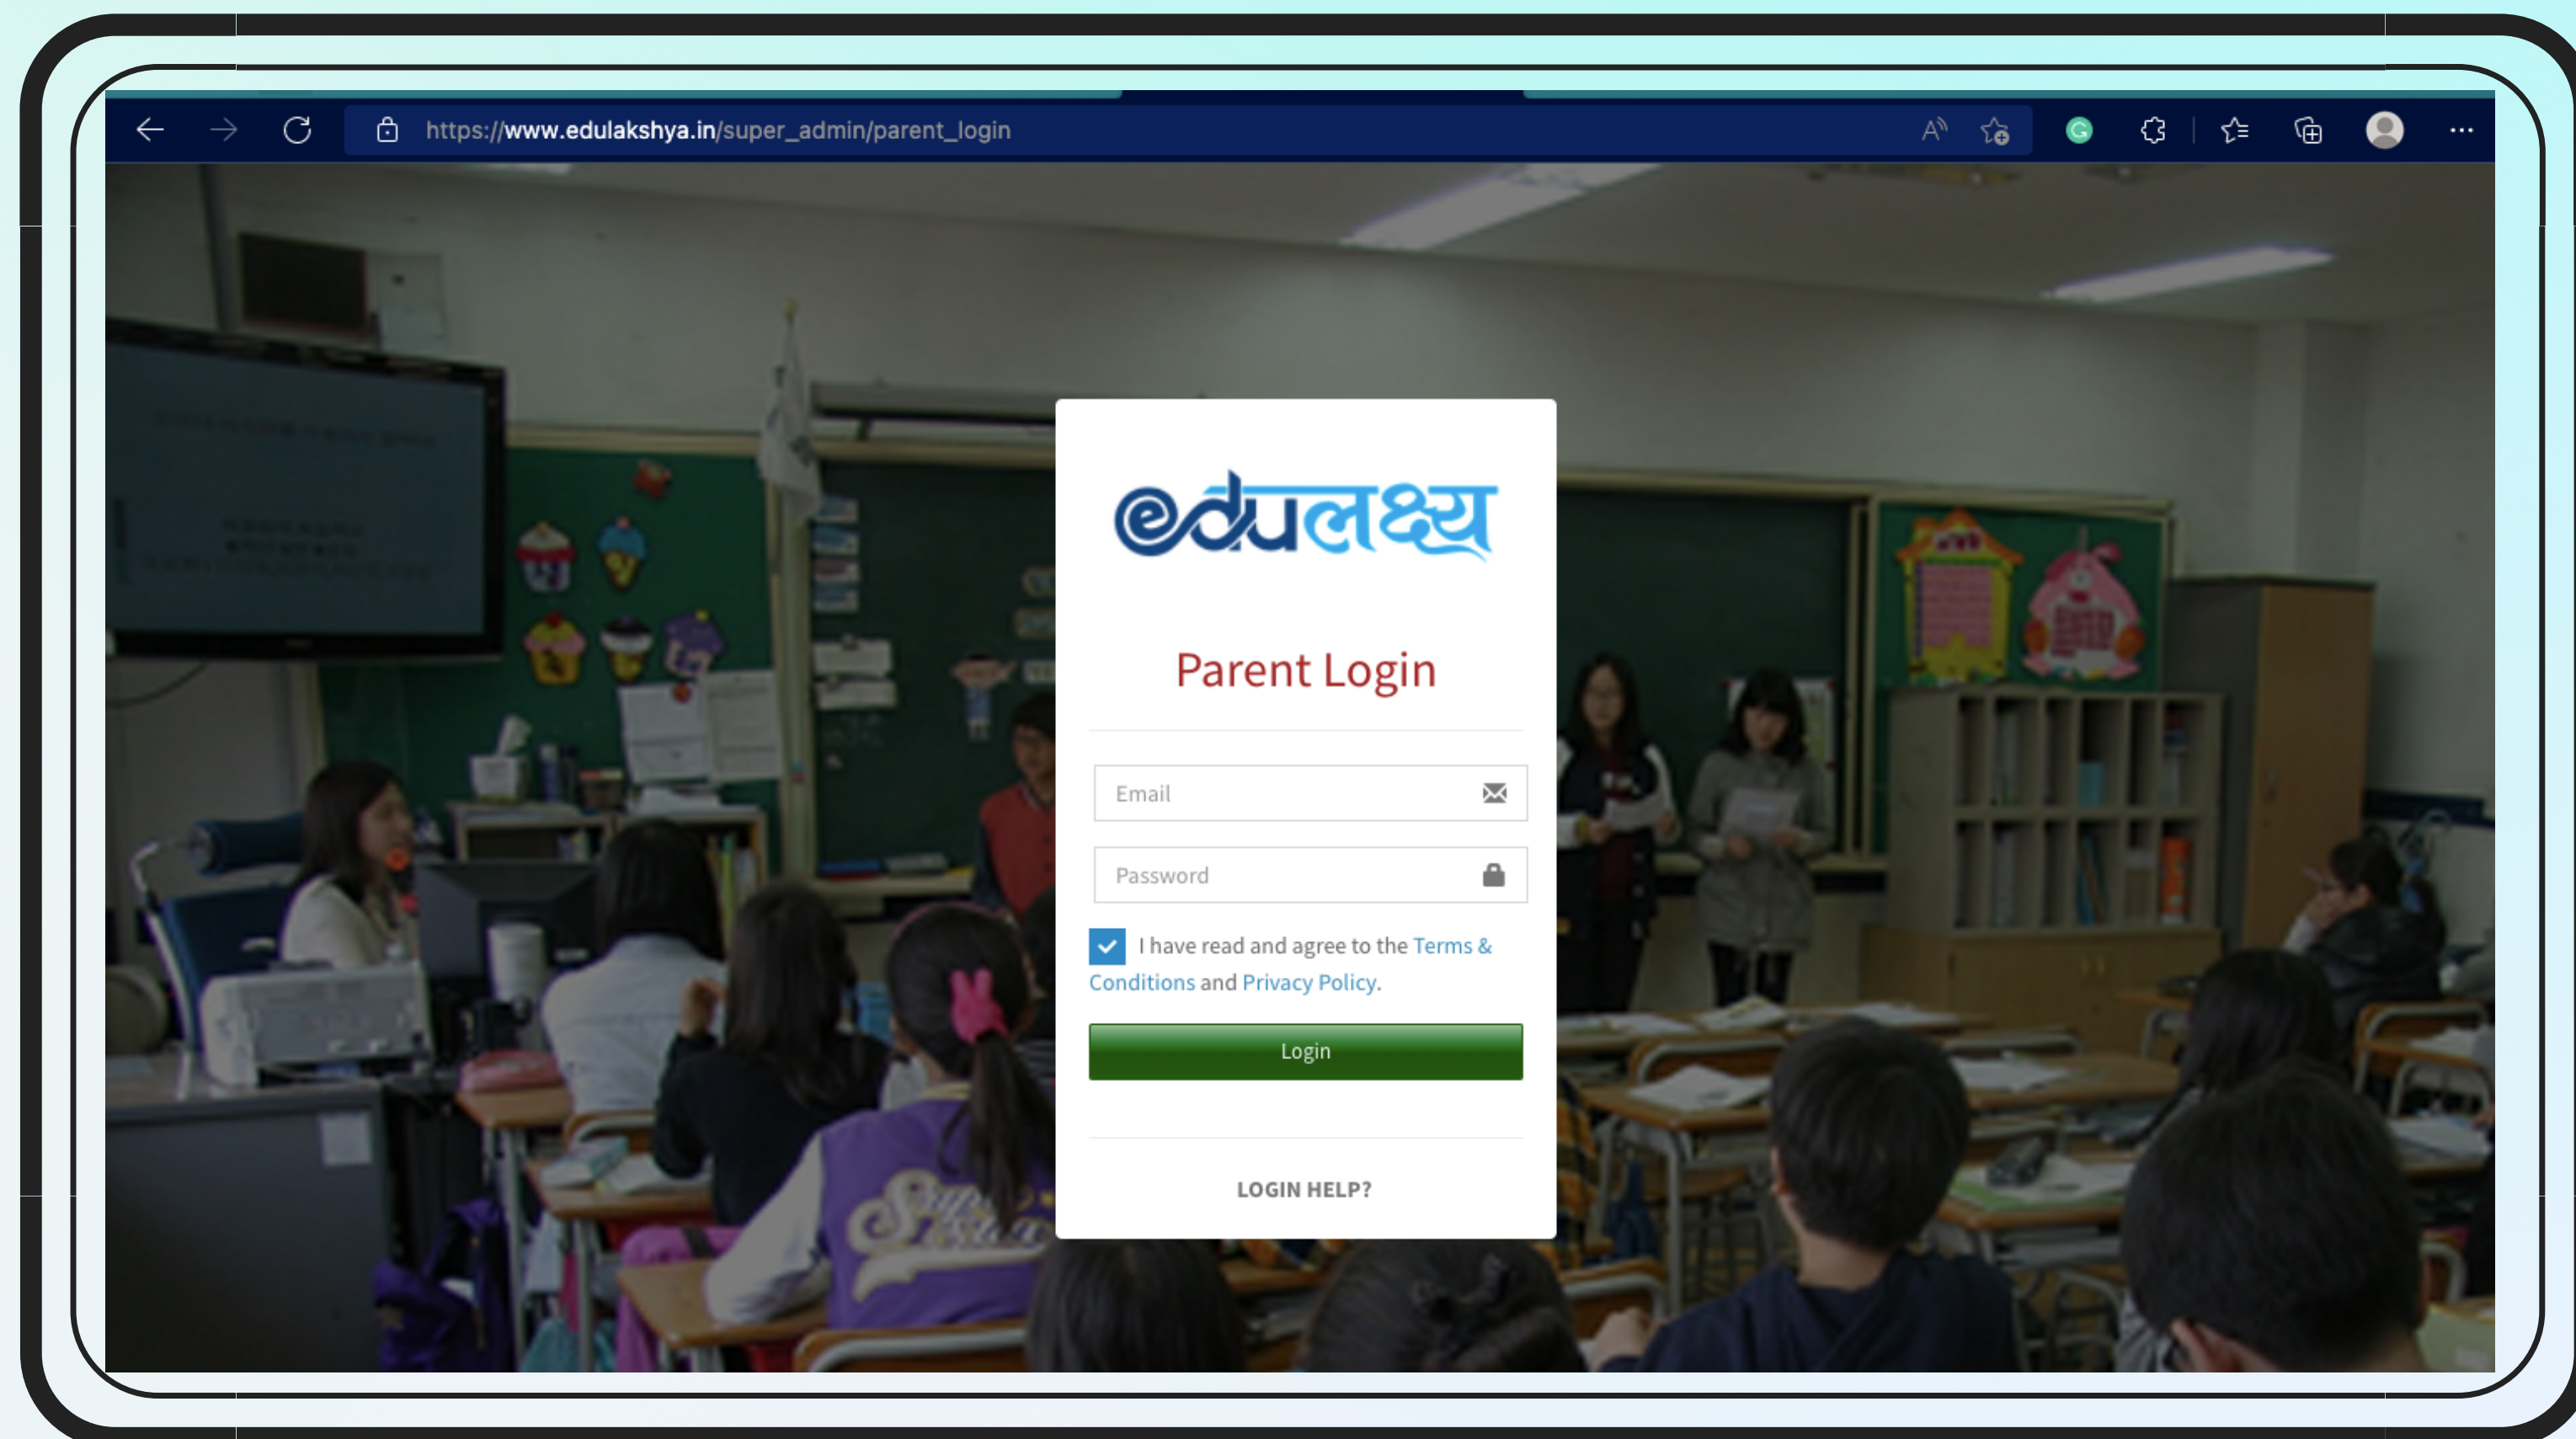 https://www.edulakshya.in/super_admin/parent_login
eduलक्ष्य
Parent Login
Email
Password
I have read and agree to the Terms &
Conditions and Privacy Policy.
Login
LOGIN HELP?